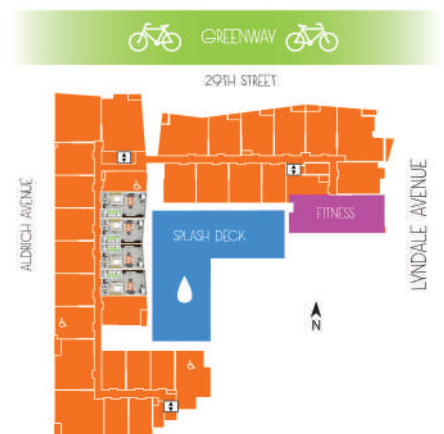 GREENWAY
29TH STREET
ALDRICH AVENUE
LYNDALE AVENUE
FITNESS
SPLASH DECK
N